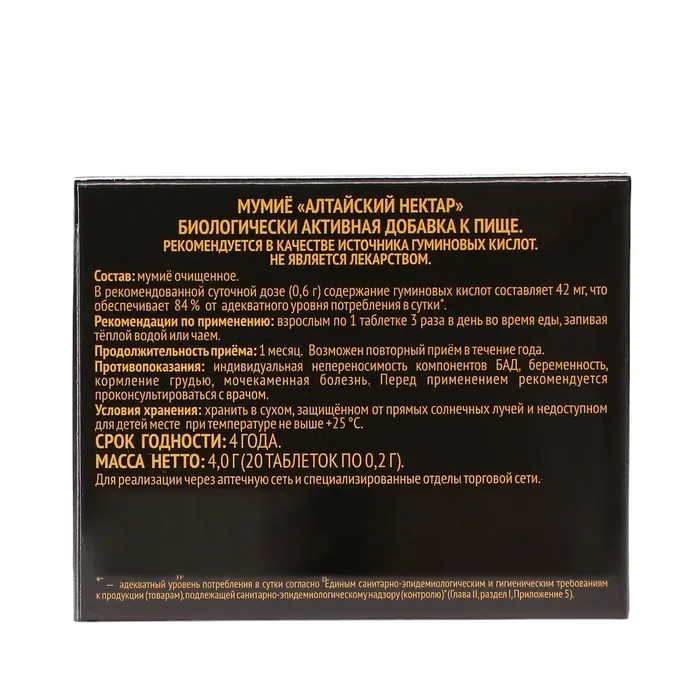 МУМИЁ «АЛТАЙСКИЙ НЕКТАР»
БИОЛОГИЧЕСКИ АКТИВНАЯ ДОБАВКА К ПИЩЕ.
РЕКОМЕНДУЕТСЯ В КАЧЕСТВЕ ИСТОЧНИКА ГУМИНОВЫХ КИСЛОТ.
НЕ ЯВЛЯЕТСЯ ЛЕКАРСТВОМ.
Состав: мумиё очищенное.
В рекомендованной суточной дозе (0,6 г) содержание гуминовых кислот составляет 42 мг, что
обеспечивает 84 % от адекватного уровня потребления в сутки*.
Рекомендации по применению: взрослым по 1 таблетке 3 раза в день во время еды, запивая
тёплой водой или чаем.
Продолжительность приёма: 1 месяц. Возможен повторный приём в течение года.
Противопоказания: индивидуальная непереносимость компонентов БАД, беременность,
кормление грудью, мочекаменная болезнь. Перед применением рекомендуется
проконсультироваться с врачом.
Условия хранения: хранить в сухом, защищённом от прямых солнечных лучей и недоступном
для детей месте при температуре не выше +25 °С.
СРОК ГОДНОСТИ: 4 ГОДА.
МАССА НЕТТО: 4,0 Г (20 ТАБЛЕТОК ПО 0,2 Г).
Для реализации через аптечную сеть и специализированные отделы торговой сети.
* — адекватный уровень потребления в сутки согласно "Единым санитарно-эпидемиологическим и гигиеническим требованиям
к продукции (товарам), подлежащей санитарно-эпидемиологическому надзору (контролю)" (Глава II, раздел I, Приложение 5).